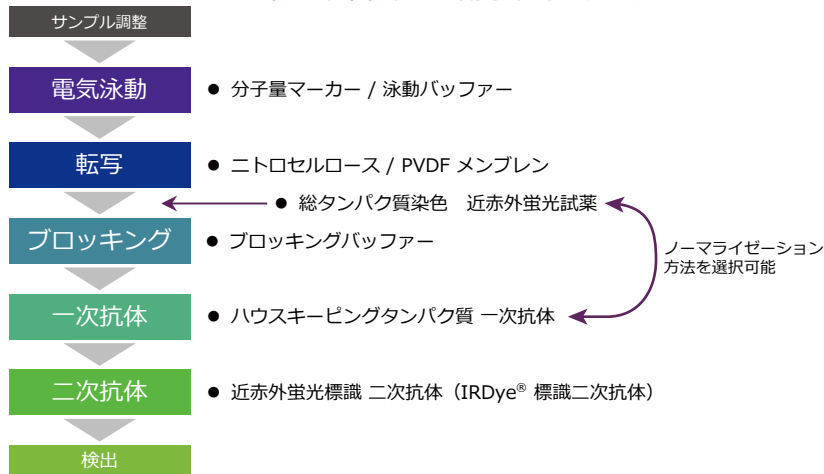 サンプル調整
電気泳動
● 分子量マーカー / 泳動バッファー
転写
● ニトロセルロース / PVDF メンブレン
● 総タンパク質染色　近赤外蛍光試薬
ブロッキング
● ブロッキングバッファー
ノーマライゼーション
方法を選択可能
一次抗体
● ハウスキーピングタンパク質 一次抗体
二次抗体
● 近赤外蛍光標識 二次抗体（IRDye® 標識二次抗体）
検出